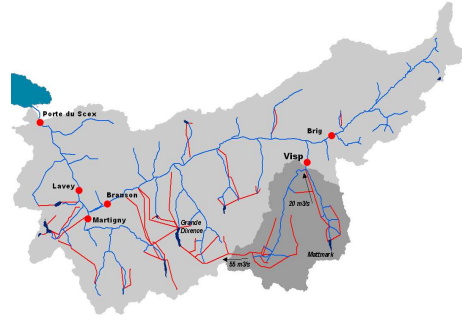 Porte du Scex
Brig
Visp
Lavey
Branson
20 m3/s
Martigny
Grande
Dixence
Mattmark
55 m3/s